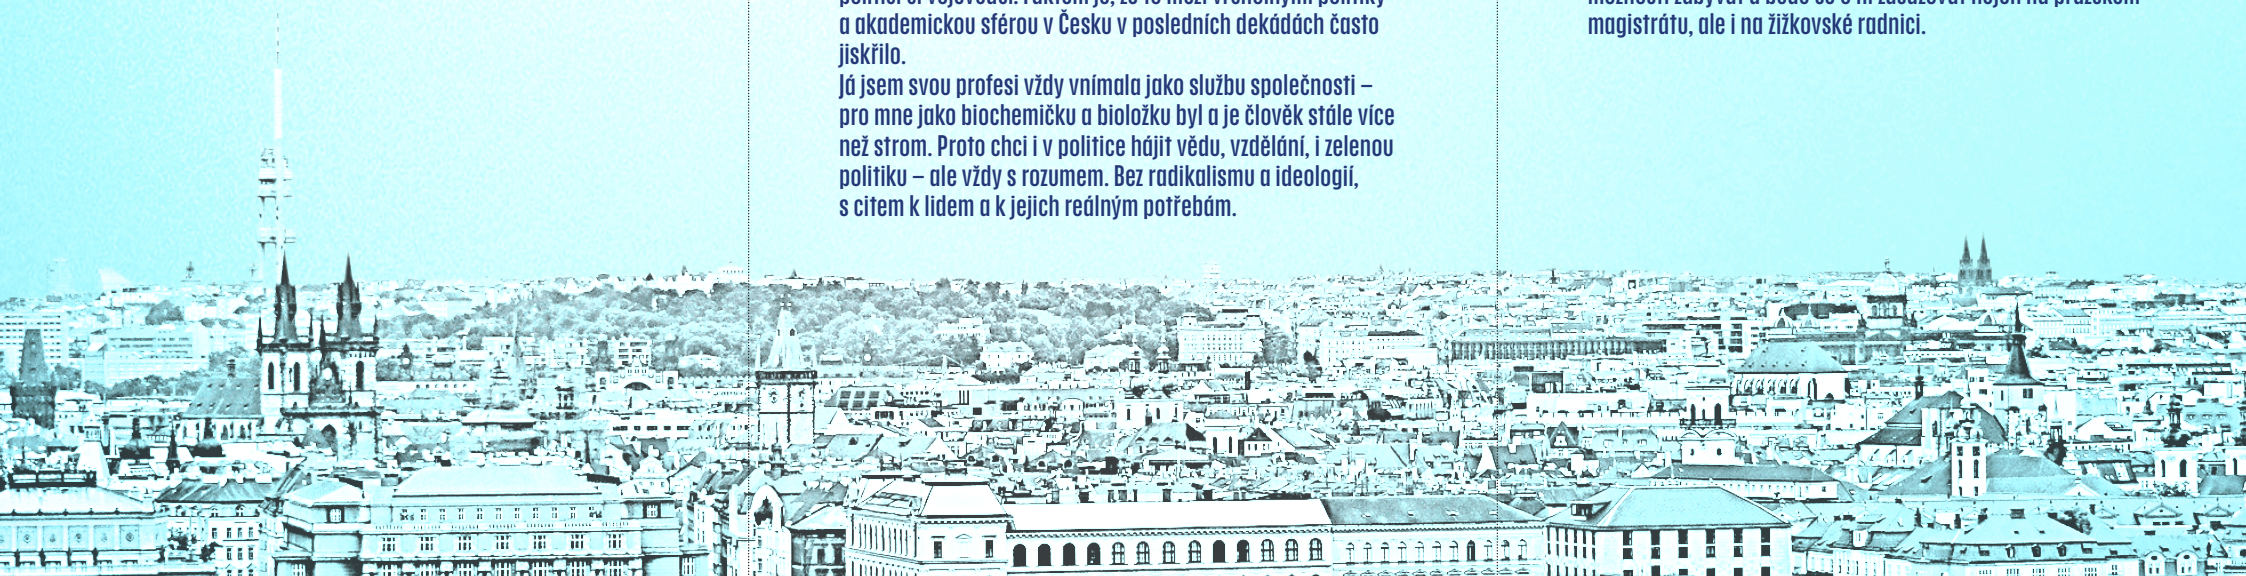 a akademickou sférou v Česku v posledních dekádách často
jiskřilo.
Já jsem svou profesi vždy vnímala jako službu společnosti –
pro mne jako biochemičku a bioložku byl a je člověk stále více
než strom. Proto chci i v politice hájit vědu, vzdělání, i zelenou
politiku – ale vždy s rozumem. Bez radikalismu a ideologií,
s citem k lidem a k jejich reálným potřebám.
magistrátu, ale i na žižkovské radnici.